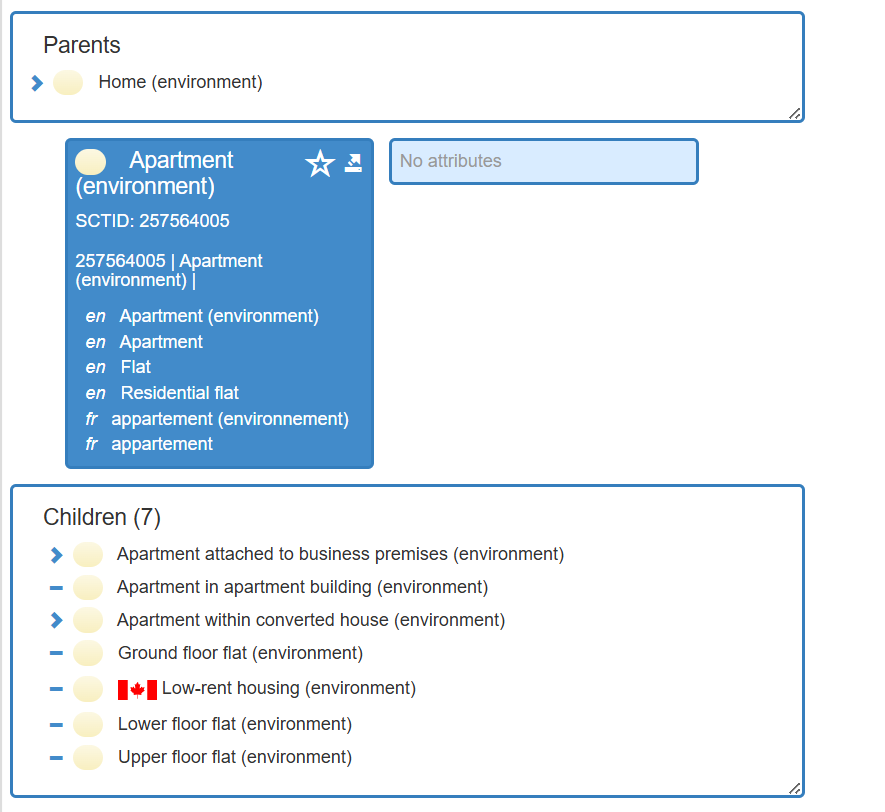 Parents
Home (environment)
Apartment
(environment)
SCTID: 257564005
257564005 | Apartment
(environment) |
en Apartment (environment)
en Apartment
en Flat
en Residential flat
fr appartement (environnement)
fr appartement
No attributes
Children (7)
Apartment attached to business premises (environment)
Apartment in apartment building (environment)
Apartment within converted house (environment)
Ground floor flat (environment)
Low-rent housing (environment)
Lower floor flat (environment)
Upper floor flat (environment)